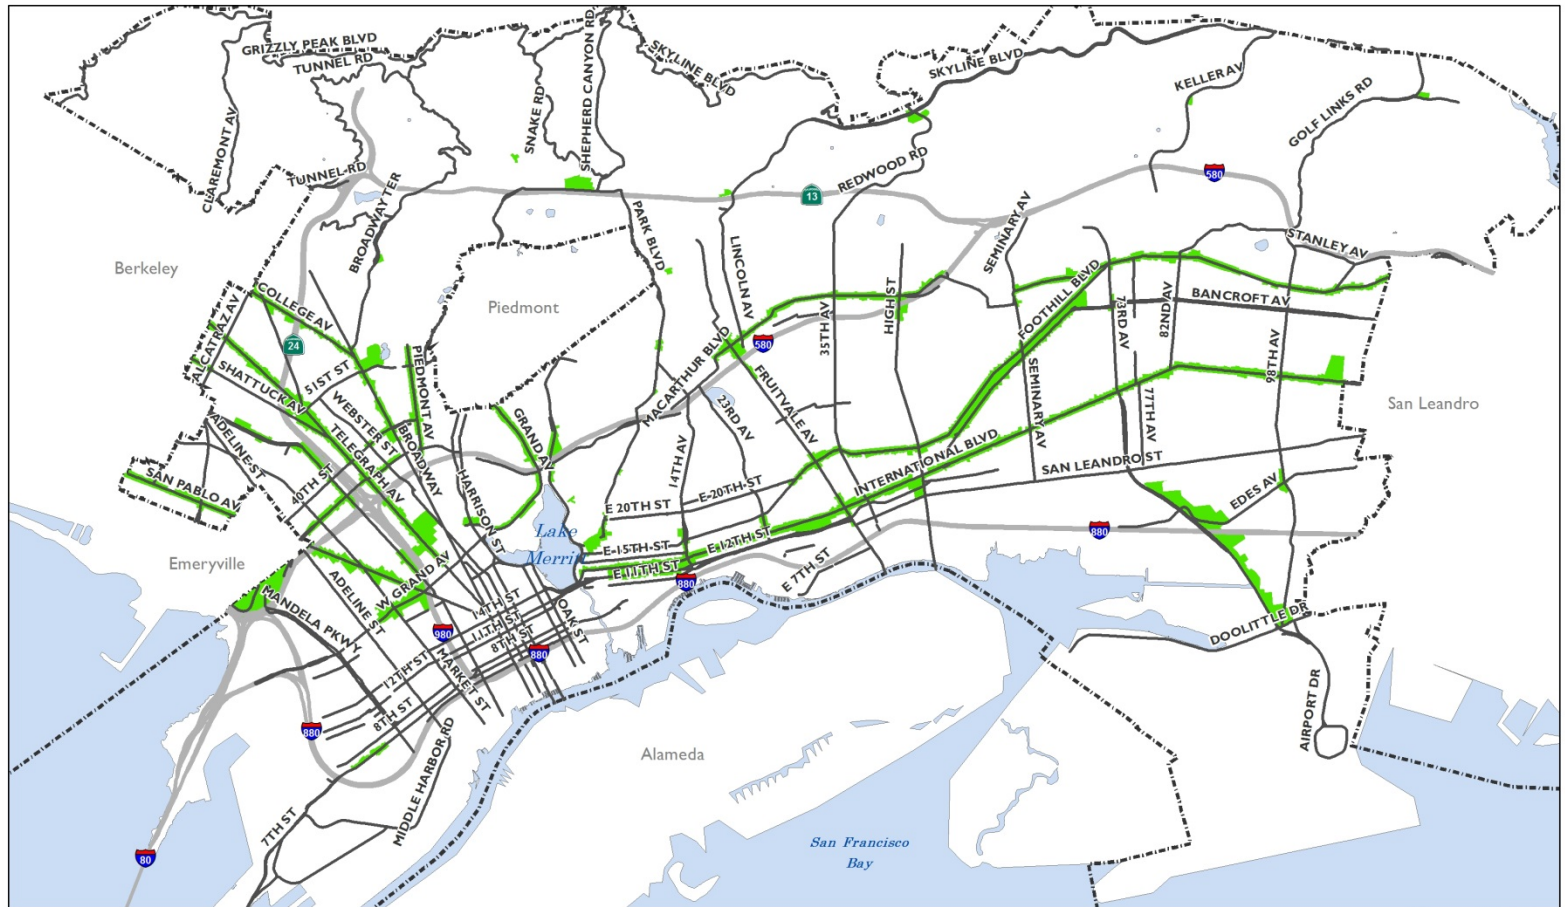 GRIZZLY PEAK BLVD
TUNNEL RD
SNAKE RD
SHEPHERD CANYON RD
SKYLINE BLVD
SKYLINE BLVD
KELLER AV
GOLF LINKS RD
CLAREMONT AV
TUNNEL RD
BROADWAY TER
PARK BLVD
13
REDWOOD RD
580
SEMINARY AV
STANLEY AV
LINCOLN AV
Berkeley
Piedmont
COLLEGE AV
ALCATRAZ AV
24
PIEDMONT AV
HIGH ST
35TH AV
FOOTHILL BLVD
73RD AV
82ND AV
BANCROFT AV
98TH AV
580
MACARTHUR BLVD
SHATTUCK AV
51ST ST
WEBSTER ST
TELEGRAPH AV
BROADWAY
GRAND AV
23RD AV
FRUITVALE AV
SEMINARY AV
77TH AV
San Leandro
ADELINE ST
SAN PABLO AV
40TH ST
HARRISON ST
14TH AV
INTERNATIONAL BLVD
SAN LEANDRO ST
E 20TH ST
E 20TH ST
EDES AV
Lake
Merritt
E 15TH ST
E 12TH ST
E 11TH ST
880
880
E 7TH ST
Emeryville
MANDELA PKWY
ADELINE ST
W GRAND AV
14TH ST
11TH ST
8TH ST
OAK ST
980
880
12TH ST
MARKET ST
8TH ST
880
MIDDLE HARBOR RD
7TH ST
80
DOOLITTLE DR
AIRPORT DR
Alameda
San Francisco
Bay